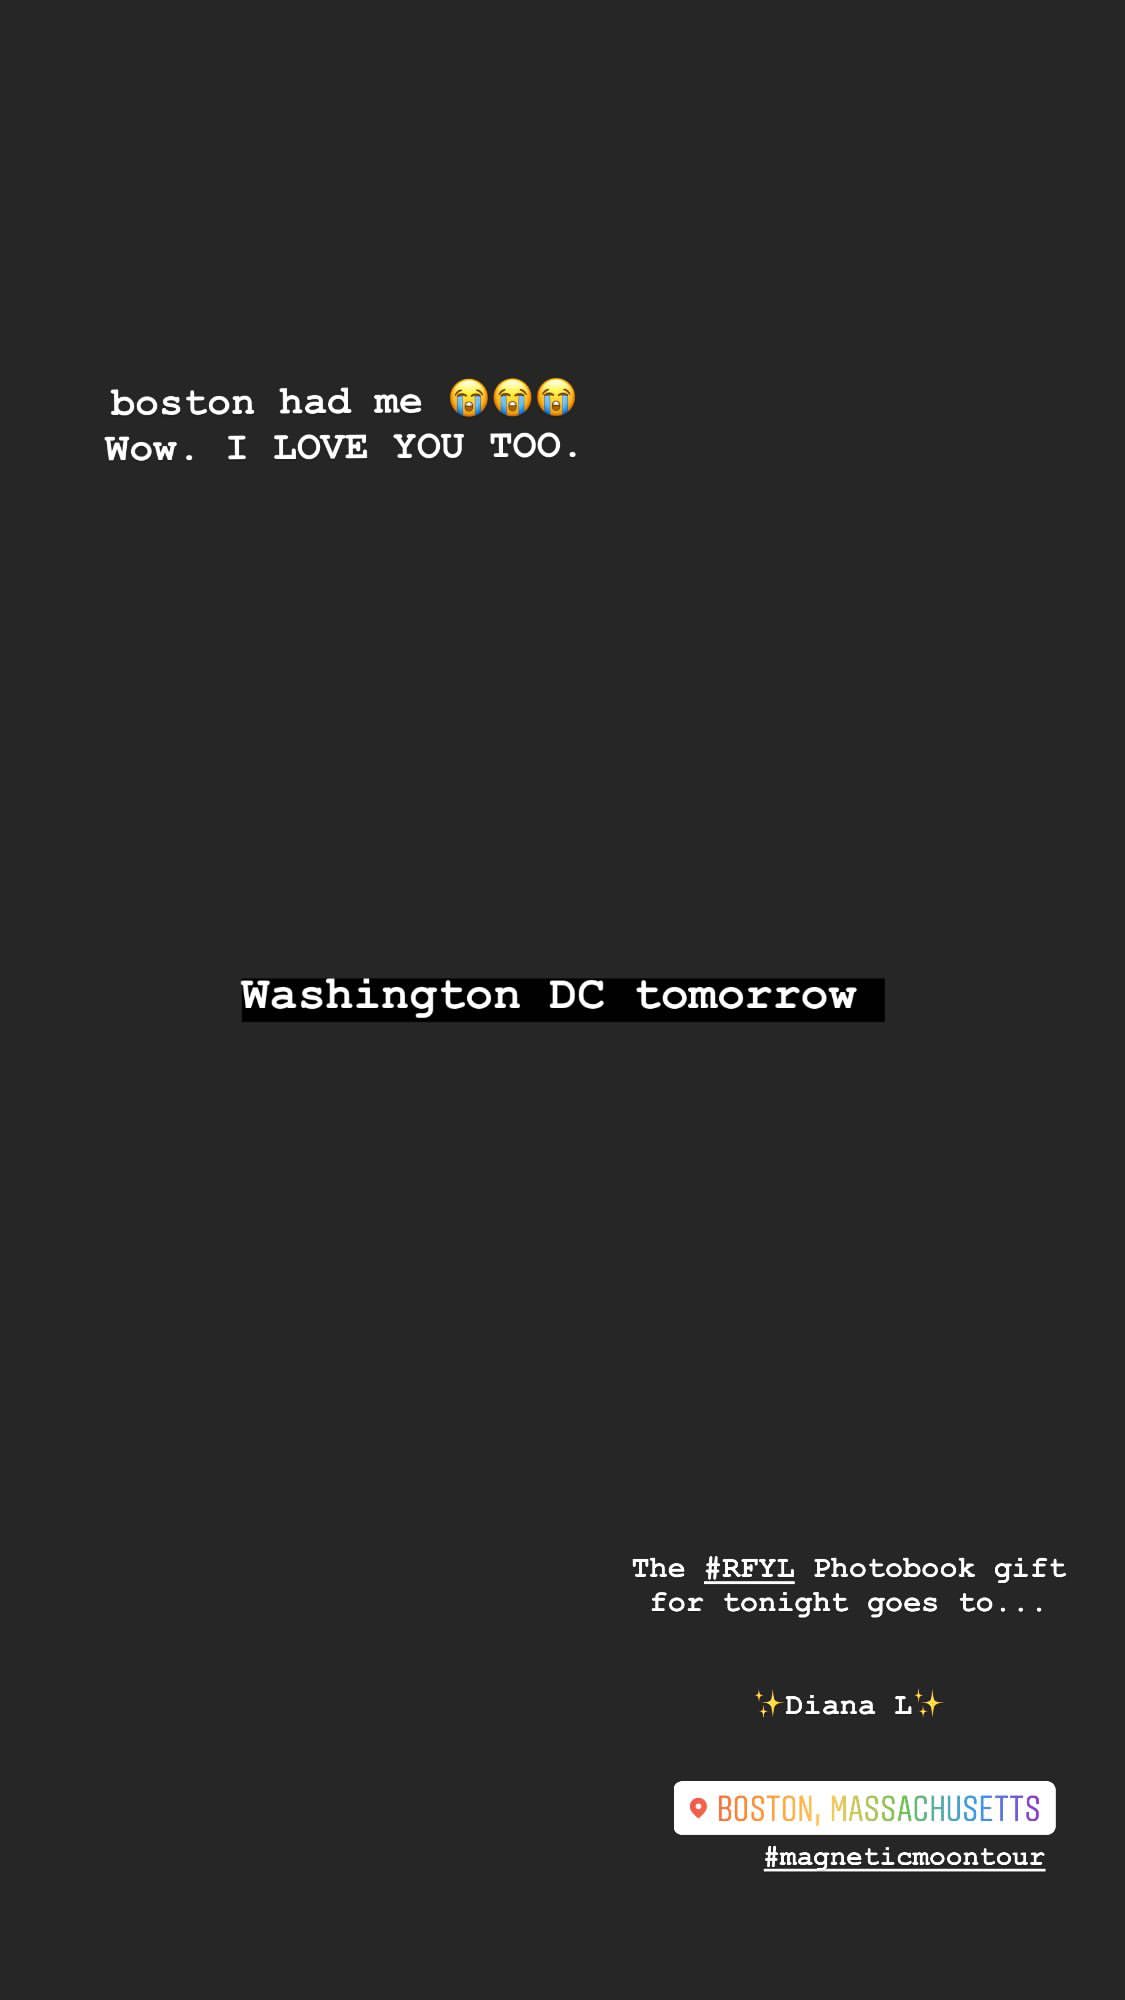 boston had me 😭😭😭
Wow. I LOVE YOU TOO.
Washington DC tomorrow
The #RFYL Photobook gift
for tonight goes to...
✨Diana L✨
BOSTON, MASSACHUSETTS
#magneticmoontour